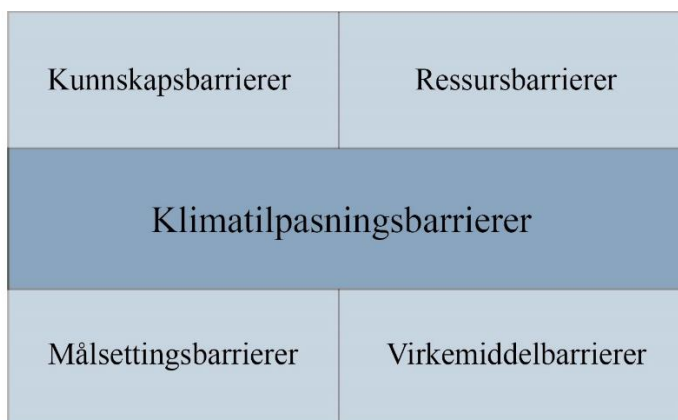 Kunnskapsbarrierer
Ressursbarrierer
Klimatilpasningsbarrierer
Målsettingsbarrierer
Virkemiddelbarrierer